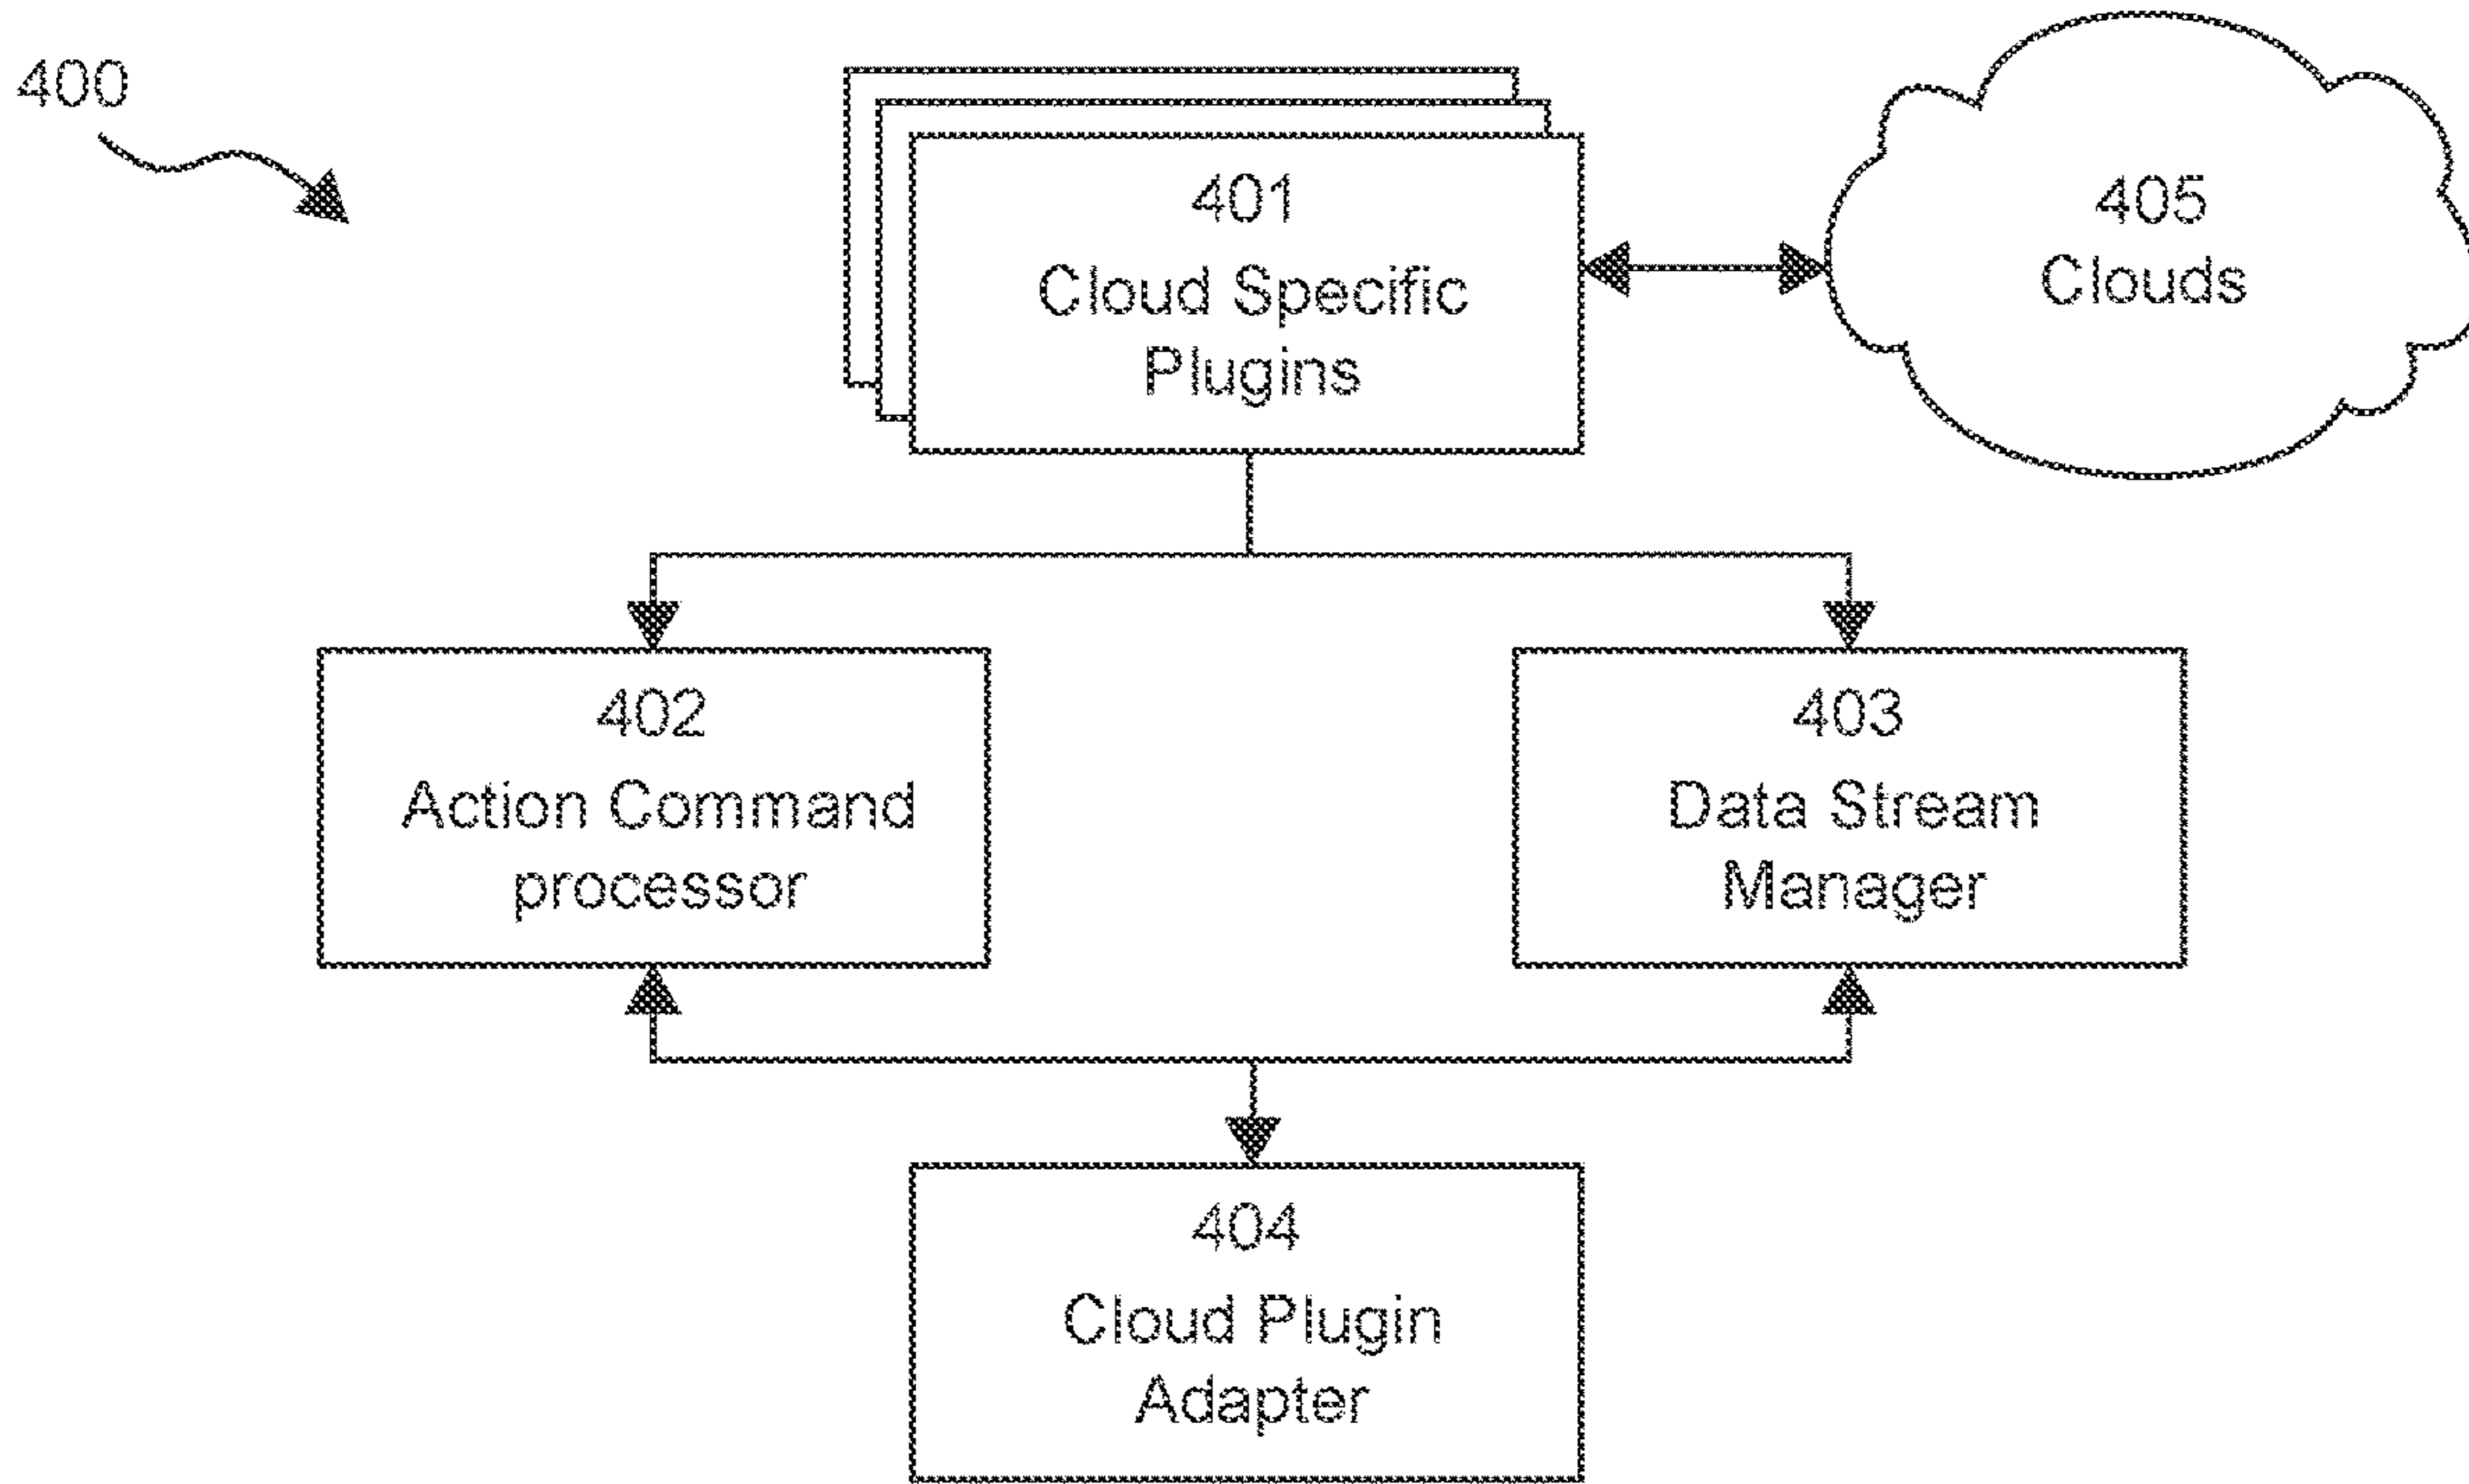 400
401
Cloud Specific
Plugins
405
Clouds
402
Action Command
processor
403
Data Stream
Manager
404
Cloud Plugin
Adapter